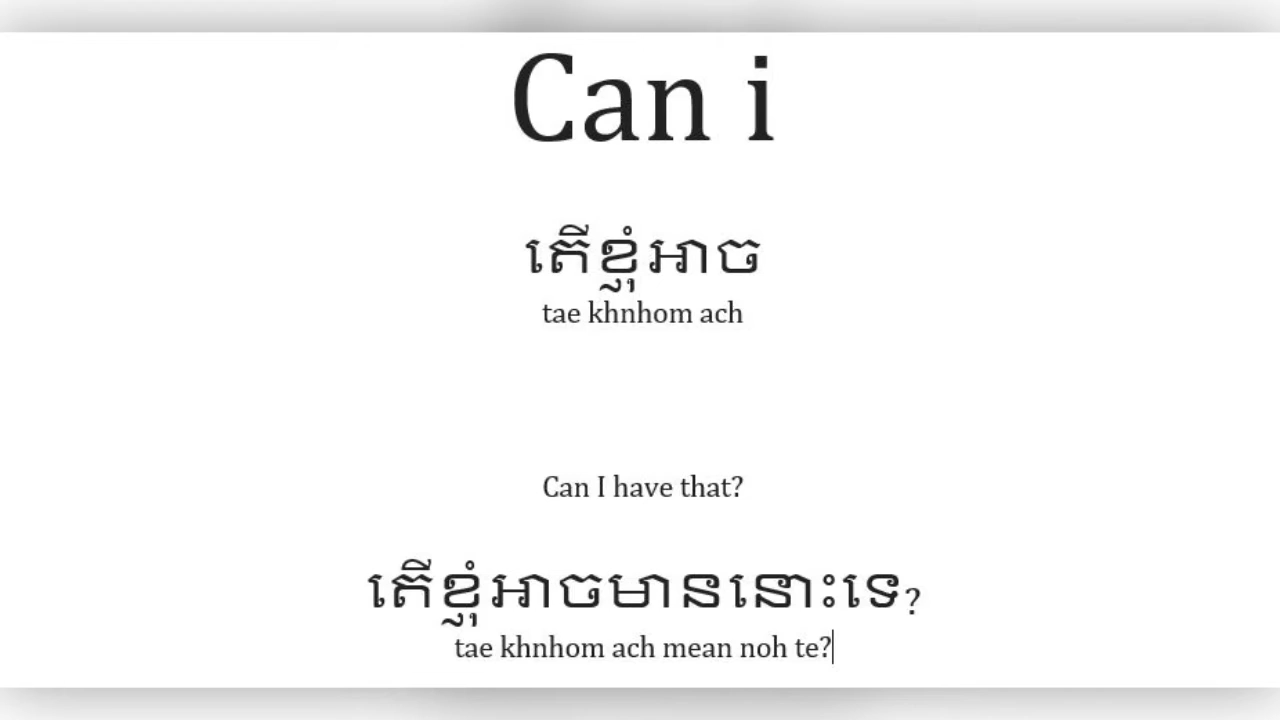 Can i
តើខ្ញុំអាច
tae khnhom ach
Can I have that?
តើខ្ញុំអាចមាននោះទេ?
tae khnhom ach mean noh te?